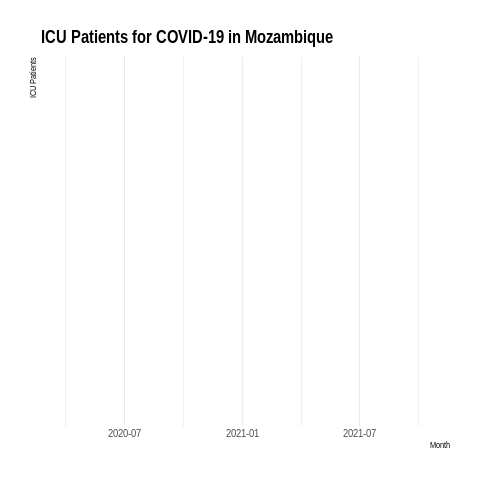 ICU Patients for COVID-19 in Mozambique
ICU Patients
2020-07
2021-01
2021-07
Month